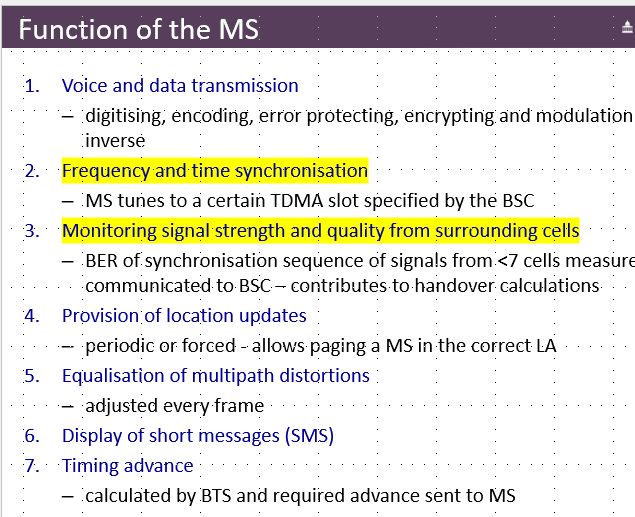 Function of the MS
1. Voice and data transmission
– digitising, encoding, error protecting, encrypting and modulation
inverse
2. Frequency and time synchronisation
– MS tunes to a certain TDMA slot specified by the BSC
3. Monitoring signal strength and quality from surrounding cells
– BER of synchronisation sequence of signals from <7 cells measure
communicated to BSC – contributes to handover calculations
4. Provision of location updates
– periodic or forced - allows paging a MS in the correct LA
5. Equalisation of multipath distortions
– adjusted every frame
6. Display of short messages (SMS)
7. Timing advance
– calculated by BTS and required advance sent to MS